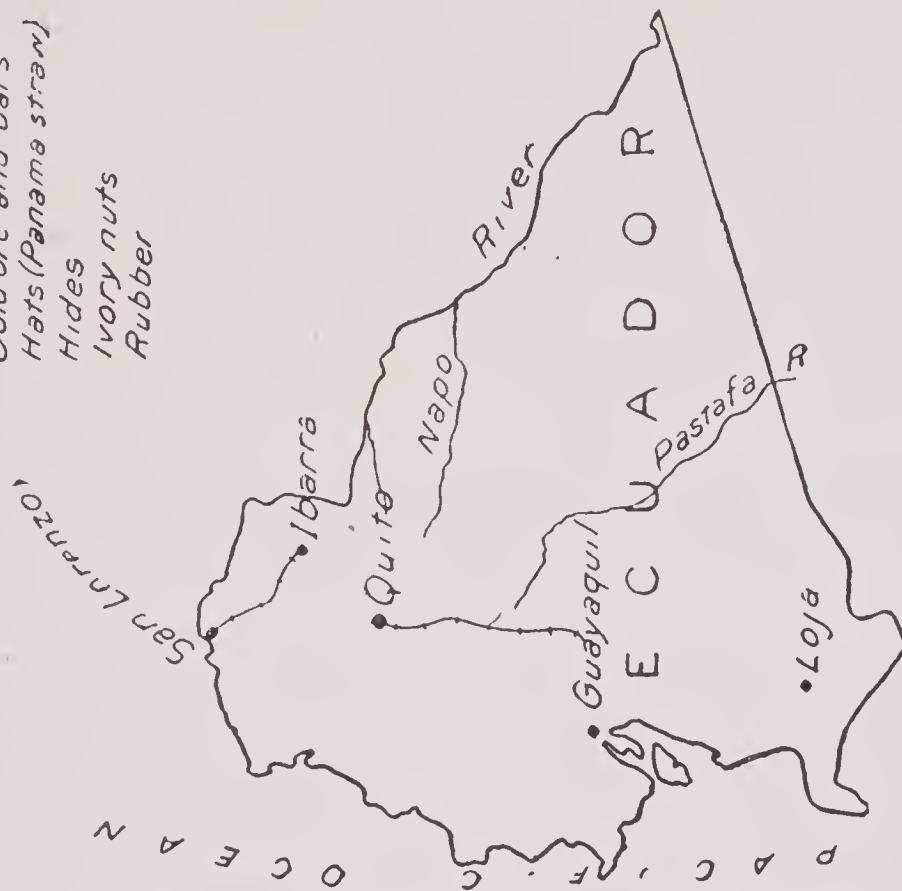 Hats (Panama straw)
Hides
Ivory nuts
Rubber
San Lorenzo,
Ibarra
Quito
Napo
River
Guayaquil
ECUADOR
Pastafa
R
Loja
PACIFIC OCEAN